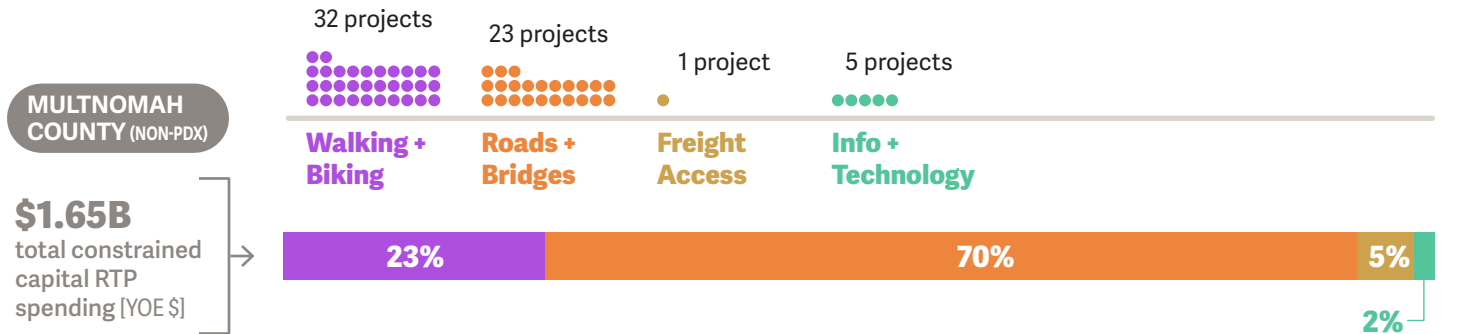 32 projects
23 projects
1 project
5 projects
MULTNOMAH
COUNTY (NON-PDX)
Walking +
Biking
Roads +
Bridges
Freight
Access
Info +
Technology
$1.65B
total constrained
capital RTP
spending [YOE $]
23%
70%
5%
2%